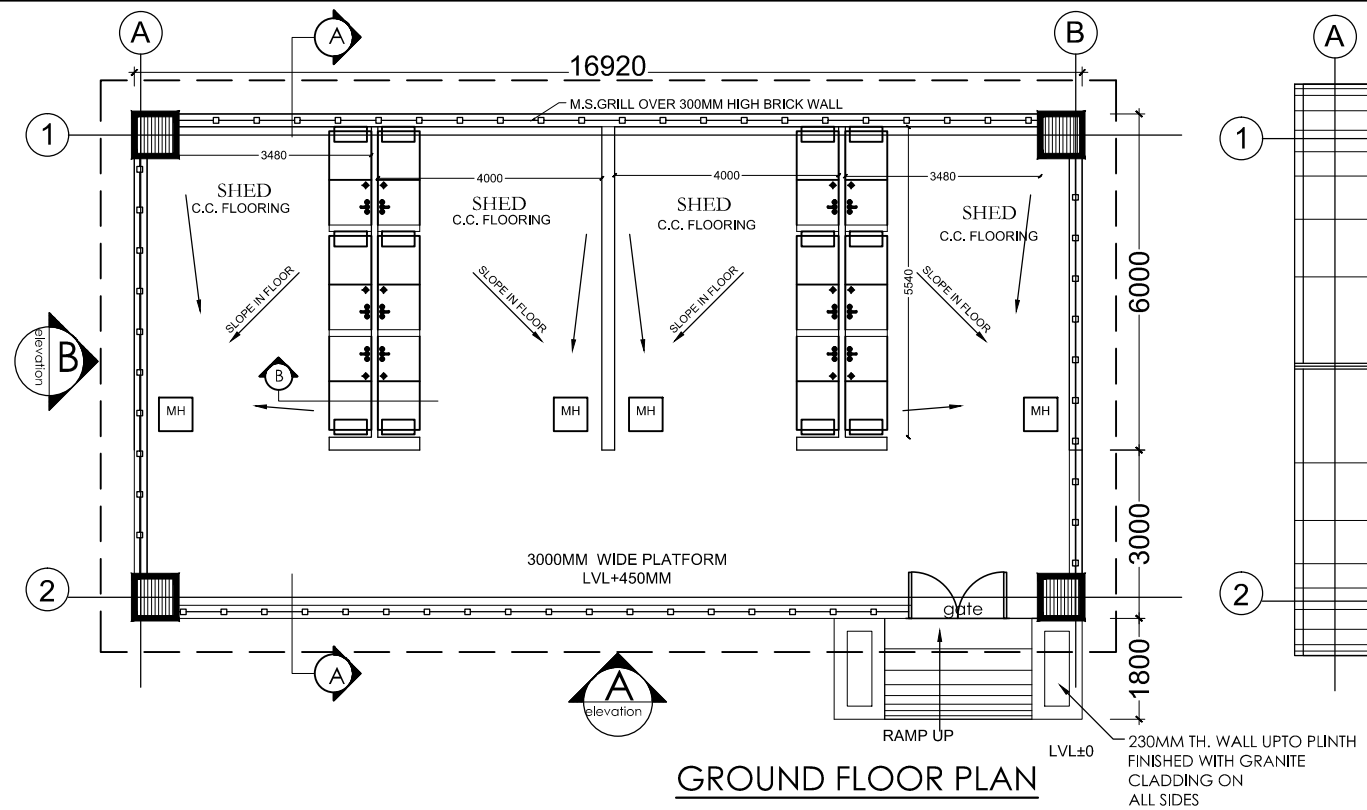 A
A
B
A
16920
M.S.GRILL OVER 300MM HIGH BRICK WALL
1
1
3480
4000
4000
3480
SHED
C.C. FLOORING
SHED
C.C. FLOORING
SHED
C.C. FLOORING
SHED
C.C. FLOORING
SLOPE IN FLOOR
SLOPE IN FLOOR
SLOPE IN FLOOR
SLOPE IN FLOOR
5540
6000
B
elevation
B
MH
MH
MH
MH
3000MM WIDE PLATFORM
LVL+450MM
3000
2
2
gate
A
A
elevation
1800
RAMP UP
LVL±0
230MM TH. WALL UPTO PLINTH
FINISHED WITH GRANITE
CLADDING ON
ALL SIDES
GROUND FLOOR PLAN